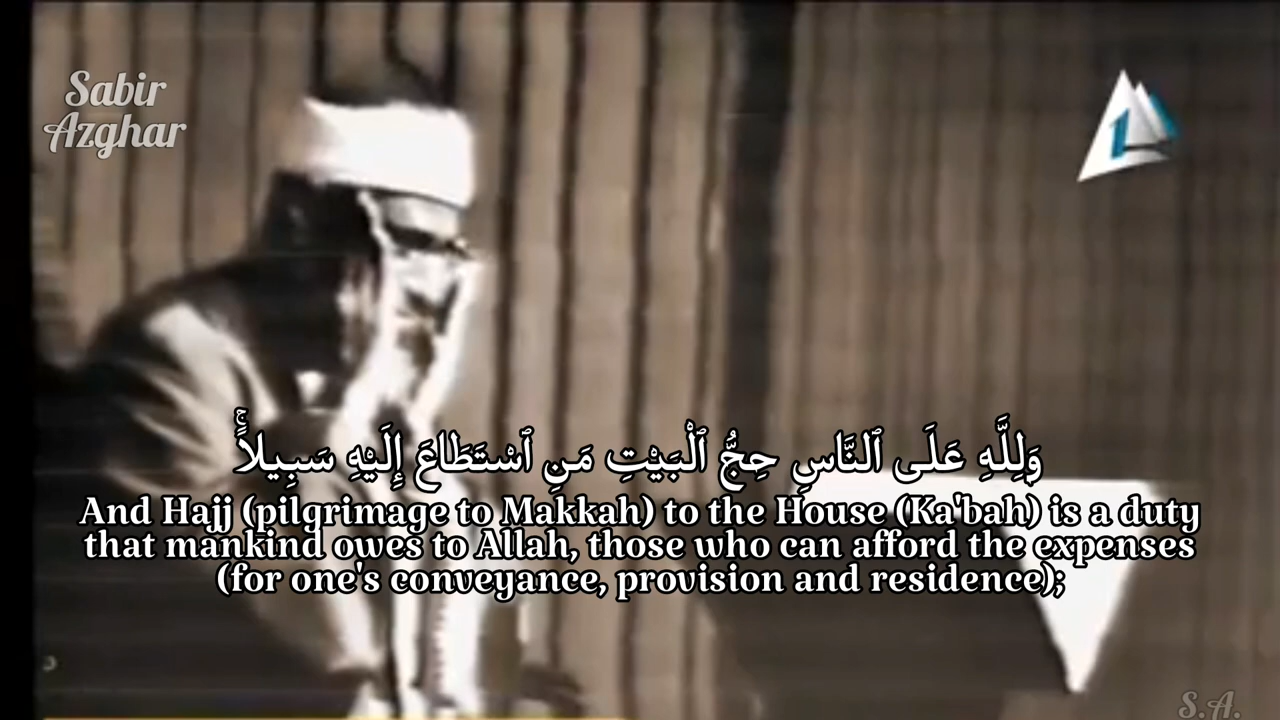 Sabir
Azghar
وَلِلَّهِ عَلَى ٱلنَّاسِ حِجُّ ٱلْبَيْتِ مَنِ ٱسْتَطَاعَ إِلَيْهِ سَبِيلاً ۚ
And Hajj (pilgrimage to Makkah) to the House (Ka'bah) is a duty
that mankind owes to Allah, those who can afford the expenses
(for one's conveyance, provision and residence);
S.A.